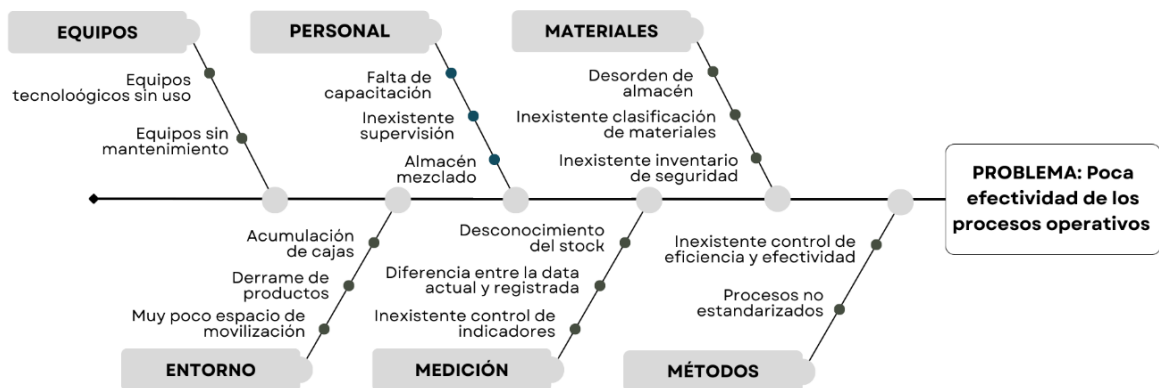 EQUIPOS
Equipos
tecnoloógicos sin uso
Equipos sin
mantenimiento
PERSONAL
Falta de
capacitación
Inexistente
supervisión
Almacén
mezclado
MATERIALES
Desorden de
almacén
Inexistente clasificación
de materiales
Inexistente inventario
de seguridad
PROBLEMA: Poca
efectividad de los
procesos operativos
Acumulación
de cajas
Derrame de
productos
Muy poco espacio de
movilización
ENTORNO
Desconocimiento
del stock
Diferencia entre la data
actual y registrada
Inexistente control de
indicadores
MEDICIÓN
Inexistente control de
eficiencia y efectividad
Procesos no
estandarizados
MÉTODOS